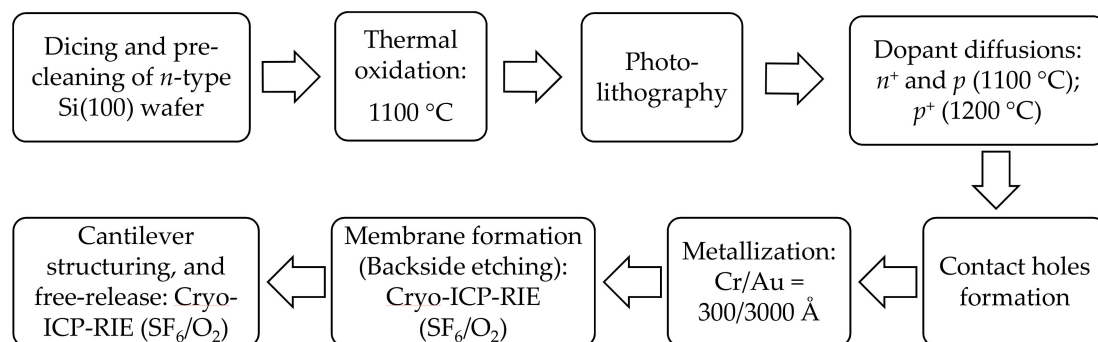 Dicing and pre-
cleaning of n-type
Si(100) wafer
Thermal
oxidation:
1100 °C
Photo-
lithography
Dopant diffusions:
n⁺ and p (1100 °C);
p⁺ (1200 °C)
Contact holes
formation
Metallization:
Cr/Au =
300/3000 Å
Membrane formation
(Backside etching):
Cryo-ICP-RIE
(SF₆/O₂)
Cantilever
structuring, and
free-release: Cryo-
ICP-RIE (SF₆/O₂)